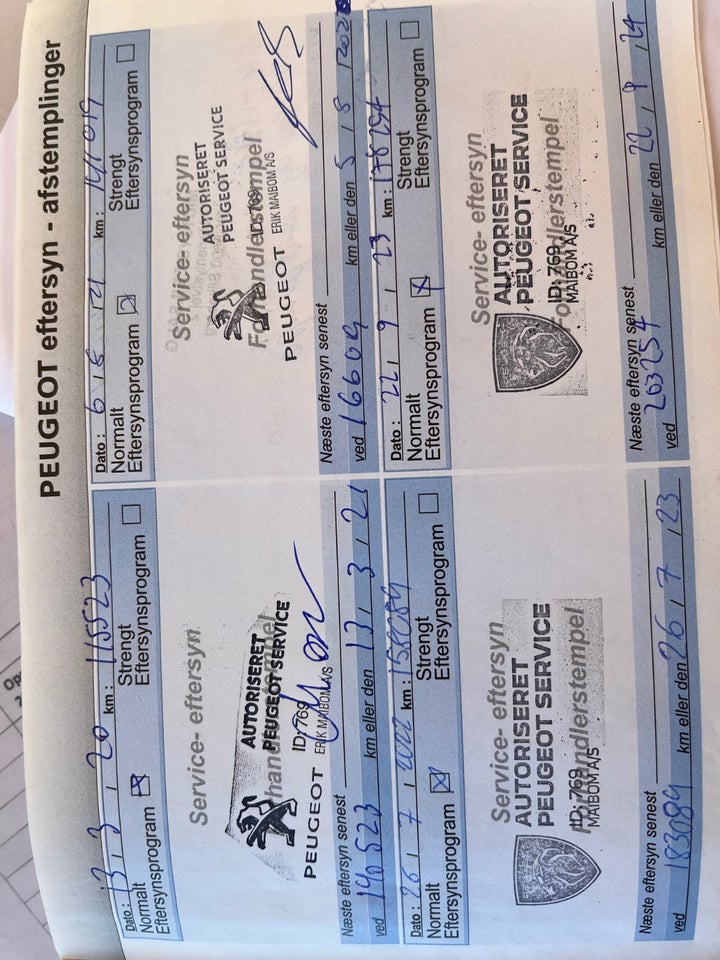 PEUGEOT eftersyn - afstemplinger
Dato : 13 / 3 / 20 km : 115523
Normalt Eftersynsprogram ☒
Strengt Eftersynsprogram ☐
Service- eftersyn
AUTORISERET
PEUGEOT SERVICE
ID: 769
PEUGEOT ERIK MAIBOM A/S
Næste eftersyn senest
ved 140523 km eller den 13 / 3 / 21
Dato : 6 / 21 km : 141019
Normalt Eftersynsprogram ☒
Strengt Eftersynsprogram ☐
Service- eftersyn
AUTORISERET
PEUGEOT SERVICE
Forhandlerstempel
ID: 769
PEUGEOT ERIK MAIBOM A/S
Næste eftersyn senest
ved km eller den 5 / 8 / 2022
Dato : 26 / 7 / 2022 km : 158089
Normalt Eftersynsprogram ☒
Strengt Eftersynsprogram ☐
Service- eftersyn
AUTORISERET
PEUGEOT SERVICE
Forhandlerstempel
ID: 769
MAIBOM A/S
Næste eftersyn senest
ved 183089 km eller den 26 / 7 / 23
Dato : 22 / 9 / 23 km : 178254
Normalt Eftersynsprogram ☒
Strengt Eftersynsprogram ☐
Service- eftersyn
AUTORISERET
PEUGEOT SERVICE
Forhandlerstempel
ID: 769
MAIBOM A/S
Næste eftersyn senest
ved 203254 km eller den 22 / 9 / 24